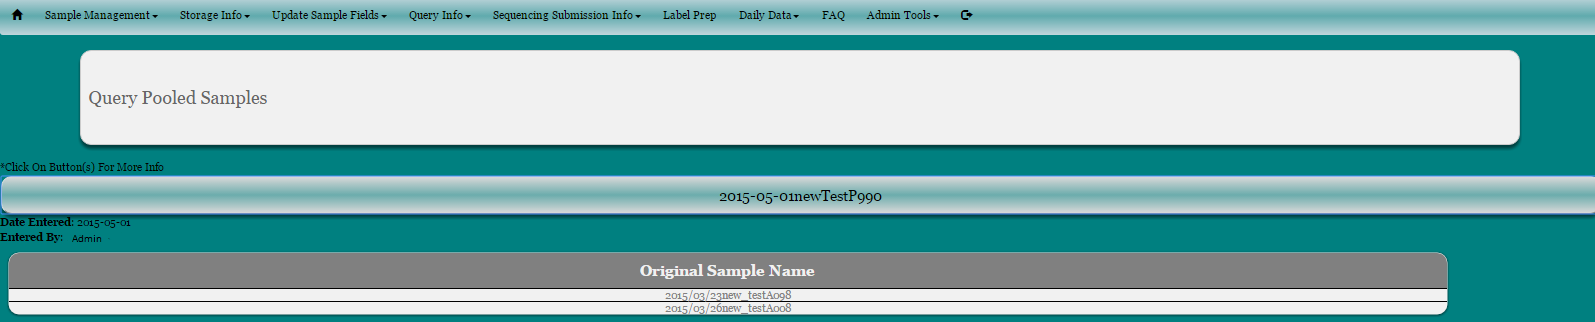 Sample Management Storage Info Update Sample Fields Query Info Sequencing Submission Info Label Prep Daily Data FAQ Admin Tools
Query Pooled Samples
*Click On Button(s) For More Info
2015-05-01newTestP990
Date Entered: 2015-05-01
Entered By: Admin
Original Sample Name
2015/03/23new_testA098
2015/03/26new_testA008